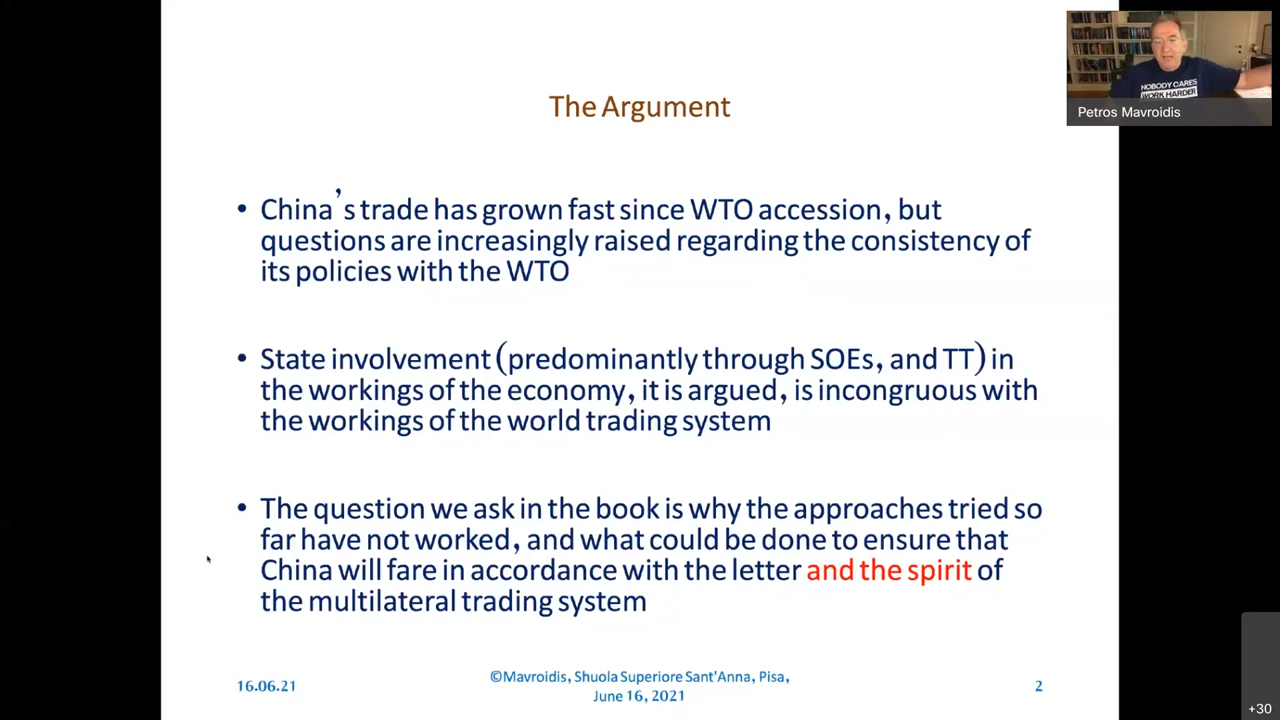 The Argument
• China's trade has grown fast since WTO accession, but
questions are increasingly raised regarding the consistency of
its policies with the WTO
• State involvement (predominantly through SOEs, and TT) in
the workings of the economy, it is argued, is incongruous with
the workings of the world trading system
• The question we ask in the book is why the approaches tried so
far have not worked, and what could be done to ensure that
China will fare in accordance with the letter and the spirit of
the multilateral trading system
16.06.21
©Mavroidis, Shuola Superiore Sant'Anna, Pisa,
June 16, 2021
2
NOBODY CARES
WORK HARDER
Petros Mavroidis
+30